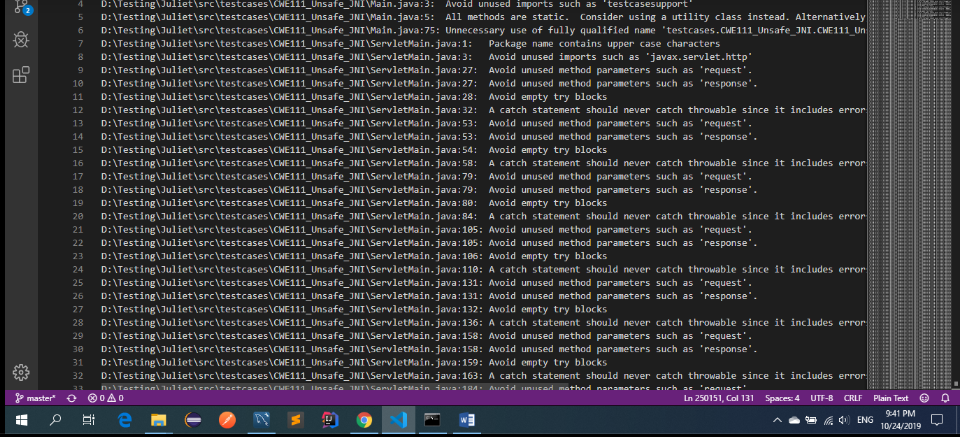 2
4 D:\Testing\Juliet\src\testcases\CWE111_Unsafe_JNI\Main.java:3: Avoid unused imports such as 'testcasesupport'
5 D:\Testing\Juliet\src\testcases\CWE111_Unsafe_JNI\Main.java:5: All methods are static. Consider using a utility class instead. Alternatively
6 D:\Testing\Juliet\src\testcases\CWE111_Unsafe_JNI\Main.java:75: Unnecessary use of fully qualified name 'testcases.CWE111_Unsafe_JNI.CWE111_Un
7 D:\Testing\Juliet\src\testcases\CWE111_Unsafe_JNI\ServletMain.java:1: Package name contains upper case characters
8 D:\Testing\Juliet\src\testcases\CWE111_Unsafe_JNI\ServletMain.java:3: Avoid unused imports such as 'javax.servlet.http'
9 D:\Testing\Juliet\src\testcases\CWE111_Unsafe_JNI\ServletMain.java:27: Avoid unused method parameters such as 'request'.
10 D:\Testing\Juliet\src\testcases\CWE111_Unsafe_JNI\ServletMain.java:27: Avoid unused method parameters such as 'response'.
11 D:\Testing\Juliet\src\testcases\CWE111_Unsafe_JNI\ServletMain.java:28: Avoid empty try blocks
12 D:\Testing\Juliet\src\testcases\CWE111_Unsafe_JNI\ServletMain.java:32: A catch statement should never catch throwable since it includes error
13 D:\Testing\Juliet\src\testcases\CWE111_Unsafe_JNI\ServletMain.java:53: Avoid unused method parameters such as 'request'.
14 D:\Testing\Juliet\src\testcases\CWE111_Unsafe_JNI\ServletMain.java:53: Avoid unused method parameters such as 'response'.
15 D:\Testing\Juliet\src\testcases\CWE111_Unsafe_JNI\ServletMain.java:54: Avoid empty try blocks
16 D:\Testing\Juliet\src\testcases\CWE111_Unsafe_JNI\ServletMain.java:58: A catch statement should never catch throwable since it includes error
17 D:\Testing\Juliet\src\testcases\CWE111_Unsafe_JNI\ServletMain.java:79: Avoid unused method parameters such as 'request'.
18 D:\Testing\Juliet\src\testcases\CWE111_Unsafe_JNI\ServletMain.java:79: Avoid unused method parameters such as 'response'.
19 D:\Testing\Juliet\src\testcases\CWE111_Unsafe_JNI\ServletMain.java:80: Avoid empty try blocks
20 D:\Testing\Juliet\src\testcases\CWE111_Unsafe_JNI\ServletMain.java:84: A catch statement should never catch throwable since it includes error
21 D:\Testing\Juliet\src\testcases\CWE111_Unsafe_JNI\ServletMain.java:105: Avoid unused method parameters such as 'request'.
22 D:\Testing\Juliet\src\testcases\CWE111_Unsafe_JNI\ServletMain.java:105: Avoid unused method parameters such as 'response'.
23 D:\Testing\Juliet\src\testcases\CWE111_Unsafe_JNI\ServletMain.java:106: Avoid empty try blocks
24 D:\Testing\Juliet\src\testcases\CWE111_Unsafe_JNI\ServletMain.java:110: A catch statement should never catch throwable since it includes error
25 D:\Testing\Juliet\src\testcases\CWE111_Unsafe_JNI\ServletMain.java:131: Avoid unused method parameters such as 'request'.
26 D:\Testing\Juliet\src\testcases\CWE111_Unsafe_JNI\ServletMain.java:131: Avoid unused method parameters such as 'response'.
27 D:\Testing\Juliet\src\testcases\CWE111_Unsafe_JNI\ServletMain.java:132: Avoid empty try blocks
28 D:\Testing\Juliet\src\testcases\CWE111_Unsafe_JNI\ServletMain.java:136: A catch statement should never catch throwable since it includes error
29 D:\Testing\Juliet\src\testcases\CWE111_Unsafe_JNI\ServletMain.java:158: Avoid unused method parameters such as 'request'.
30 D:\Testing\Juliet\src\testcases\CWE111_Unsafe_JNI\ServletMain.java:158: Avoid unused method parameters such as 'response'.
31 D:\Testing\Juliet\src\testcases\CWE111_Unsafe_JNI\ServletMain.java:159: Avoid empty try blocks
32 D:\Testing\Juliet\src\testcases\CWE111_Unsafe_JNI\ServletMain.java:163: A catch statement should never catch throwable since it includes error
33 D:\Testing\Juliet\src\testcases\CWE111_Unsafe_JNI\ServletMain.java:184: Avoid unused method parameters such as 'request'.
master* 0 0 Ln 250151, Col 131 Spaces: 4 UTF-8 CRLF Plain Text
ENG 9:41 PM
10/24/2019